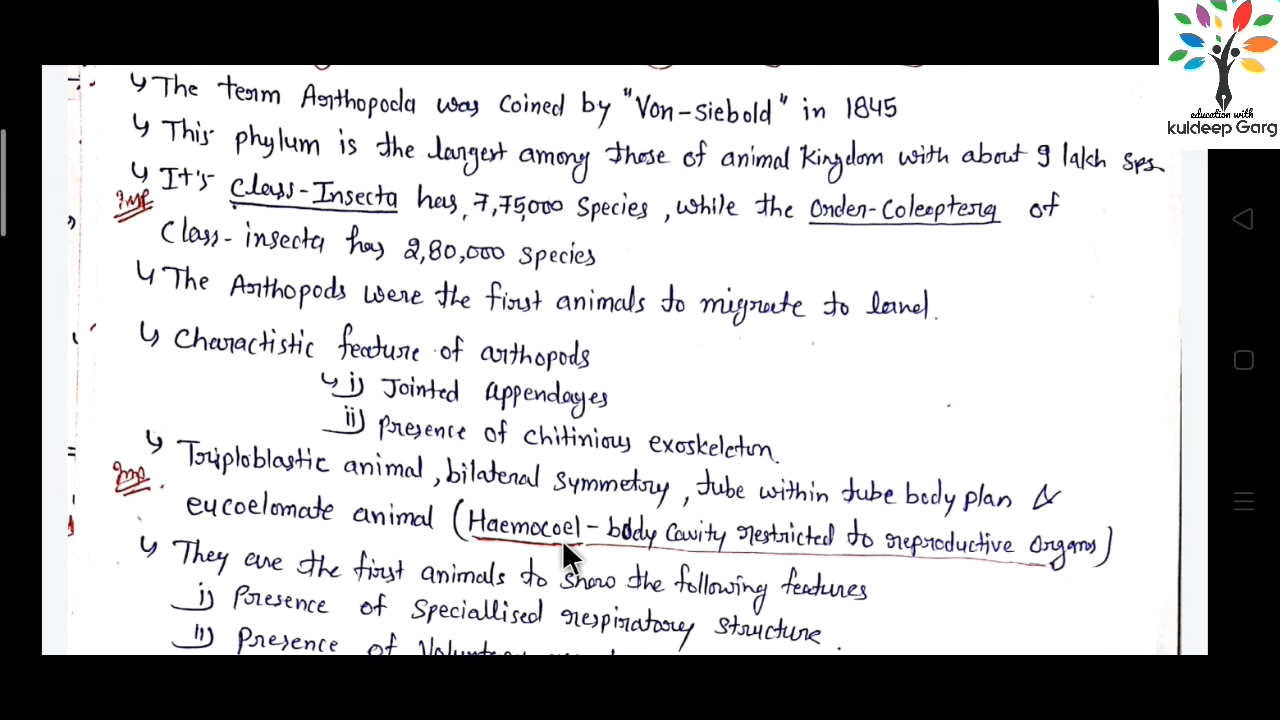 education with
kuldeep Garg
↳ The term Arthopoda was coined by "Von-Siebold" in 1845
↳ This phylum is the largest among those of animal kingdom with about 9 lakh sps
↳ It's Class-Insecta has 7,75,000 species, while the Order-Coleoptera of
Imp
Class-insecta has 2,80,000 species
↳ The Arthopods were the first animals to migrate to land.
↳ Charactistic feature of arthopods
↳ i) Jointed appendages
ii) Presence of chitinious exoskeleton.
↳ Triploblastic animal, bilateral symmetry, tube within tube body plan &
Imp.
eucoelomate animal (Haemocoel - body cavity restricted to reproductive organs)
↳ They are the first animals to show the following features
i) Presence of speciallised respiratory structure.
ii) Presence of